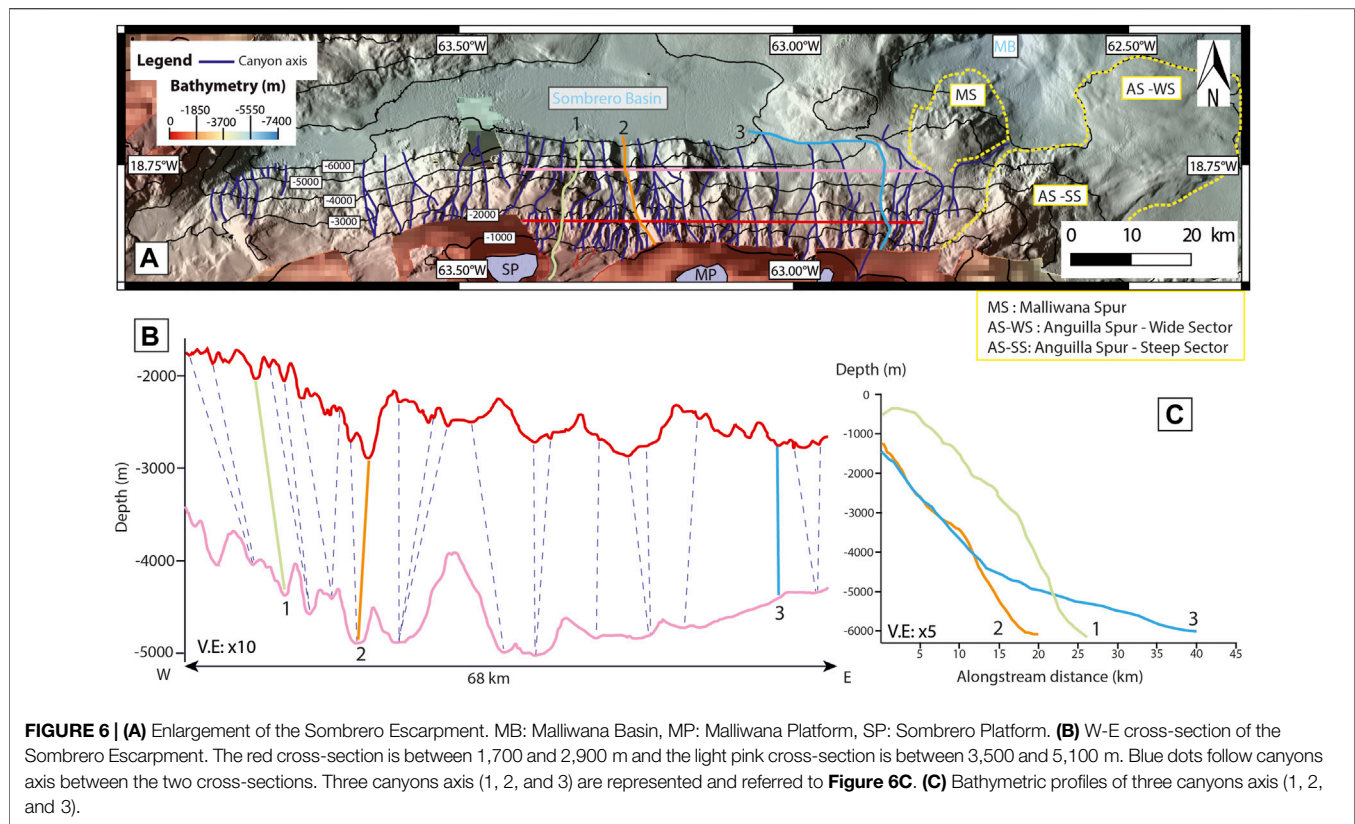 63.50°W
63.00°W
62.50°W
MB
Legend
Canyon axis
Bathymetry (m)
0 -1850 -3700 -5550 -7400
Sombrero Basin
MS
AS -WS
N
1
2
3
18.75°W
18.75°W
-6000
-5000
-4000
-3000
-2000
-1000
AS -SS
0 10 20 km
A
63.50°W
SP
MP
63.00°W
MS : Malliwana Spur
AS-WS : Anguilla Spur - Wide Sector
AS-SS: Anguilla Spur - Steep Sector
B
Depth (m)
-2000
-3000
-4000
-5000
1
2
3
V.E: x10
W
68 km
E
Depth (m)
C
0
-1000
-2000
-3000
-4000
-5000
-6000
V.E: x5
2
1
3
5 10 15 20 25 30 35 40 45
Alongstream distance (km)
FIGURE 6 | (A) Enlargement of the Sombrero Escarpment. MB: Malliwana Basin, MP: Malliwana Platform, SP: Sombrero Platform. (B) W-E cross-section of the
Sombrero Escarpment. The red cross-section is between 1,700 and 2,900 m and the light pink cross-section is between 3,500 and 5,100 m. Blue dots follow canyons
axis between the two cross-sections. Three canyons axis (1, 2, and 3) are represented and referred to Figure 6C. (C) Bathymetric profiles of three canyons axis (1, 2,
and 3).